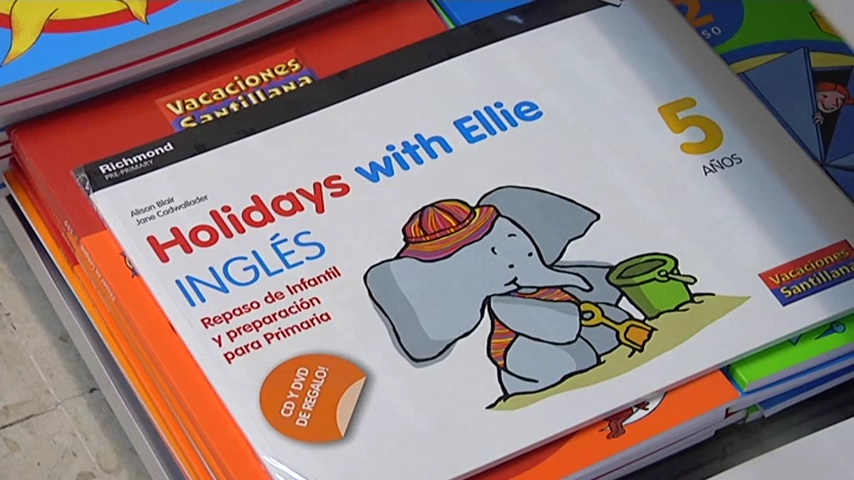 Vacaciones
Santillana
Richmond
PRE-PRIMARY
Alison Blair
Jane Cadwallader
Holidays with Ellie
INGLÉS
Repaso de Infantil
y preparación
para Primaria
CD Y DVD
DE REGALO!
5
AÑOS
Vacaciones
Santillana
2